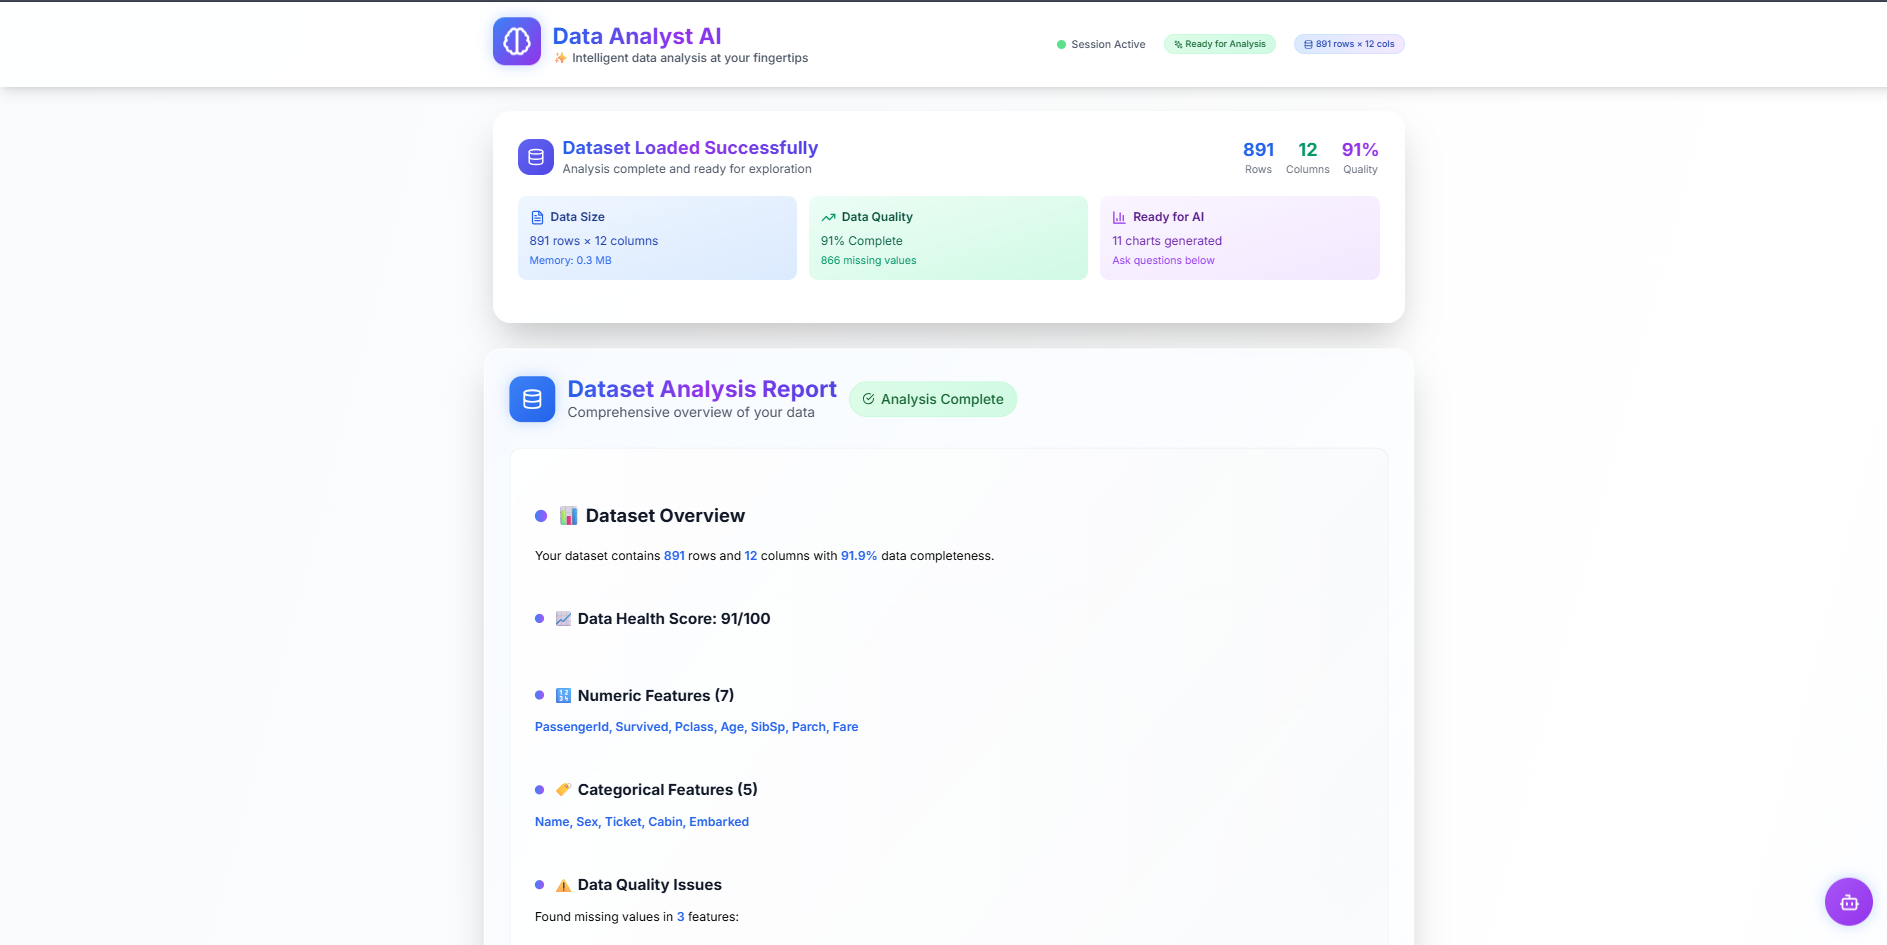 Data Analyst AI
✨ Intelligent data analysis at your fingertips
Session Active
Ready for Analysis
891 rows × 12 cols
Dataset Loaded Successfully
Analysis complete and ready for exploration
891
Rows
12
Columns
91%
Quality
Data Size
891 rows × 12 columns
Memory: 0.3 MB
Data Quality
91% Complete
866 missing values
Ready for AI
11 charts generated
Ask questions below
Dataset Analysis Report
Comprehensive overview of your data
Analysis Complete
📊 Dataset Overview
Your dataset contains 891 rows and 12 columns with 91.9% data completeness.
📈 Data Health Score: 91/100
🔢 Numeric Features (7)
PassengerId, Survived, Pclass, Age, SibSp, Parch, Fare
🏷️ Categorical Features (5)
Name, Sex, Ticket, Cabin, Embarked
⚠️ Data Quality Issues
Found missing values in 3 features: